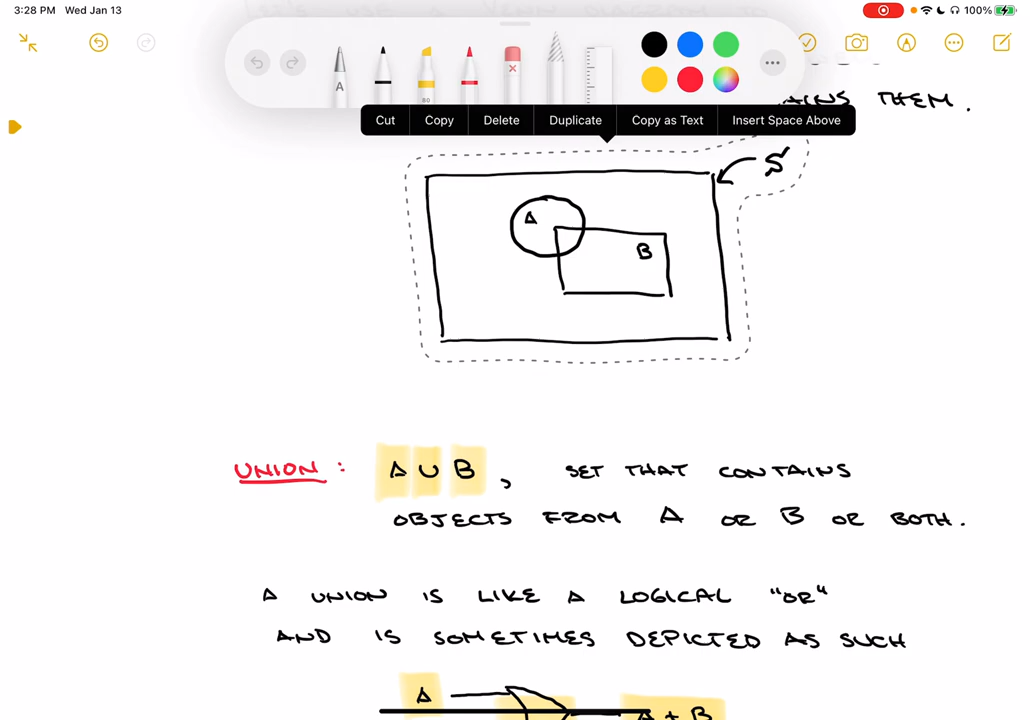 3:28 PM Wed Jan 13
100%
A
80
Cut Copy Delete Duplicate Copy as Text Insert Space Above
THEM.
S
A
B
UNION: A ∪ B, SET THAT CONTAINS
OBJECTS FROM A OR B OR BOTH.
A UNION IS LIKE A LOGICAL "OR"
AND IS SOMETIMES DEPICTED AS SUCH
A
A + B